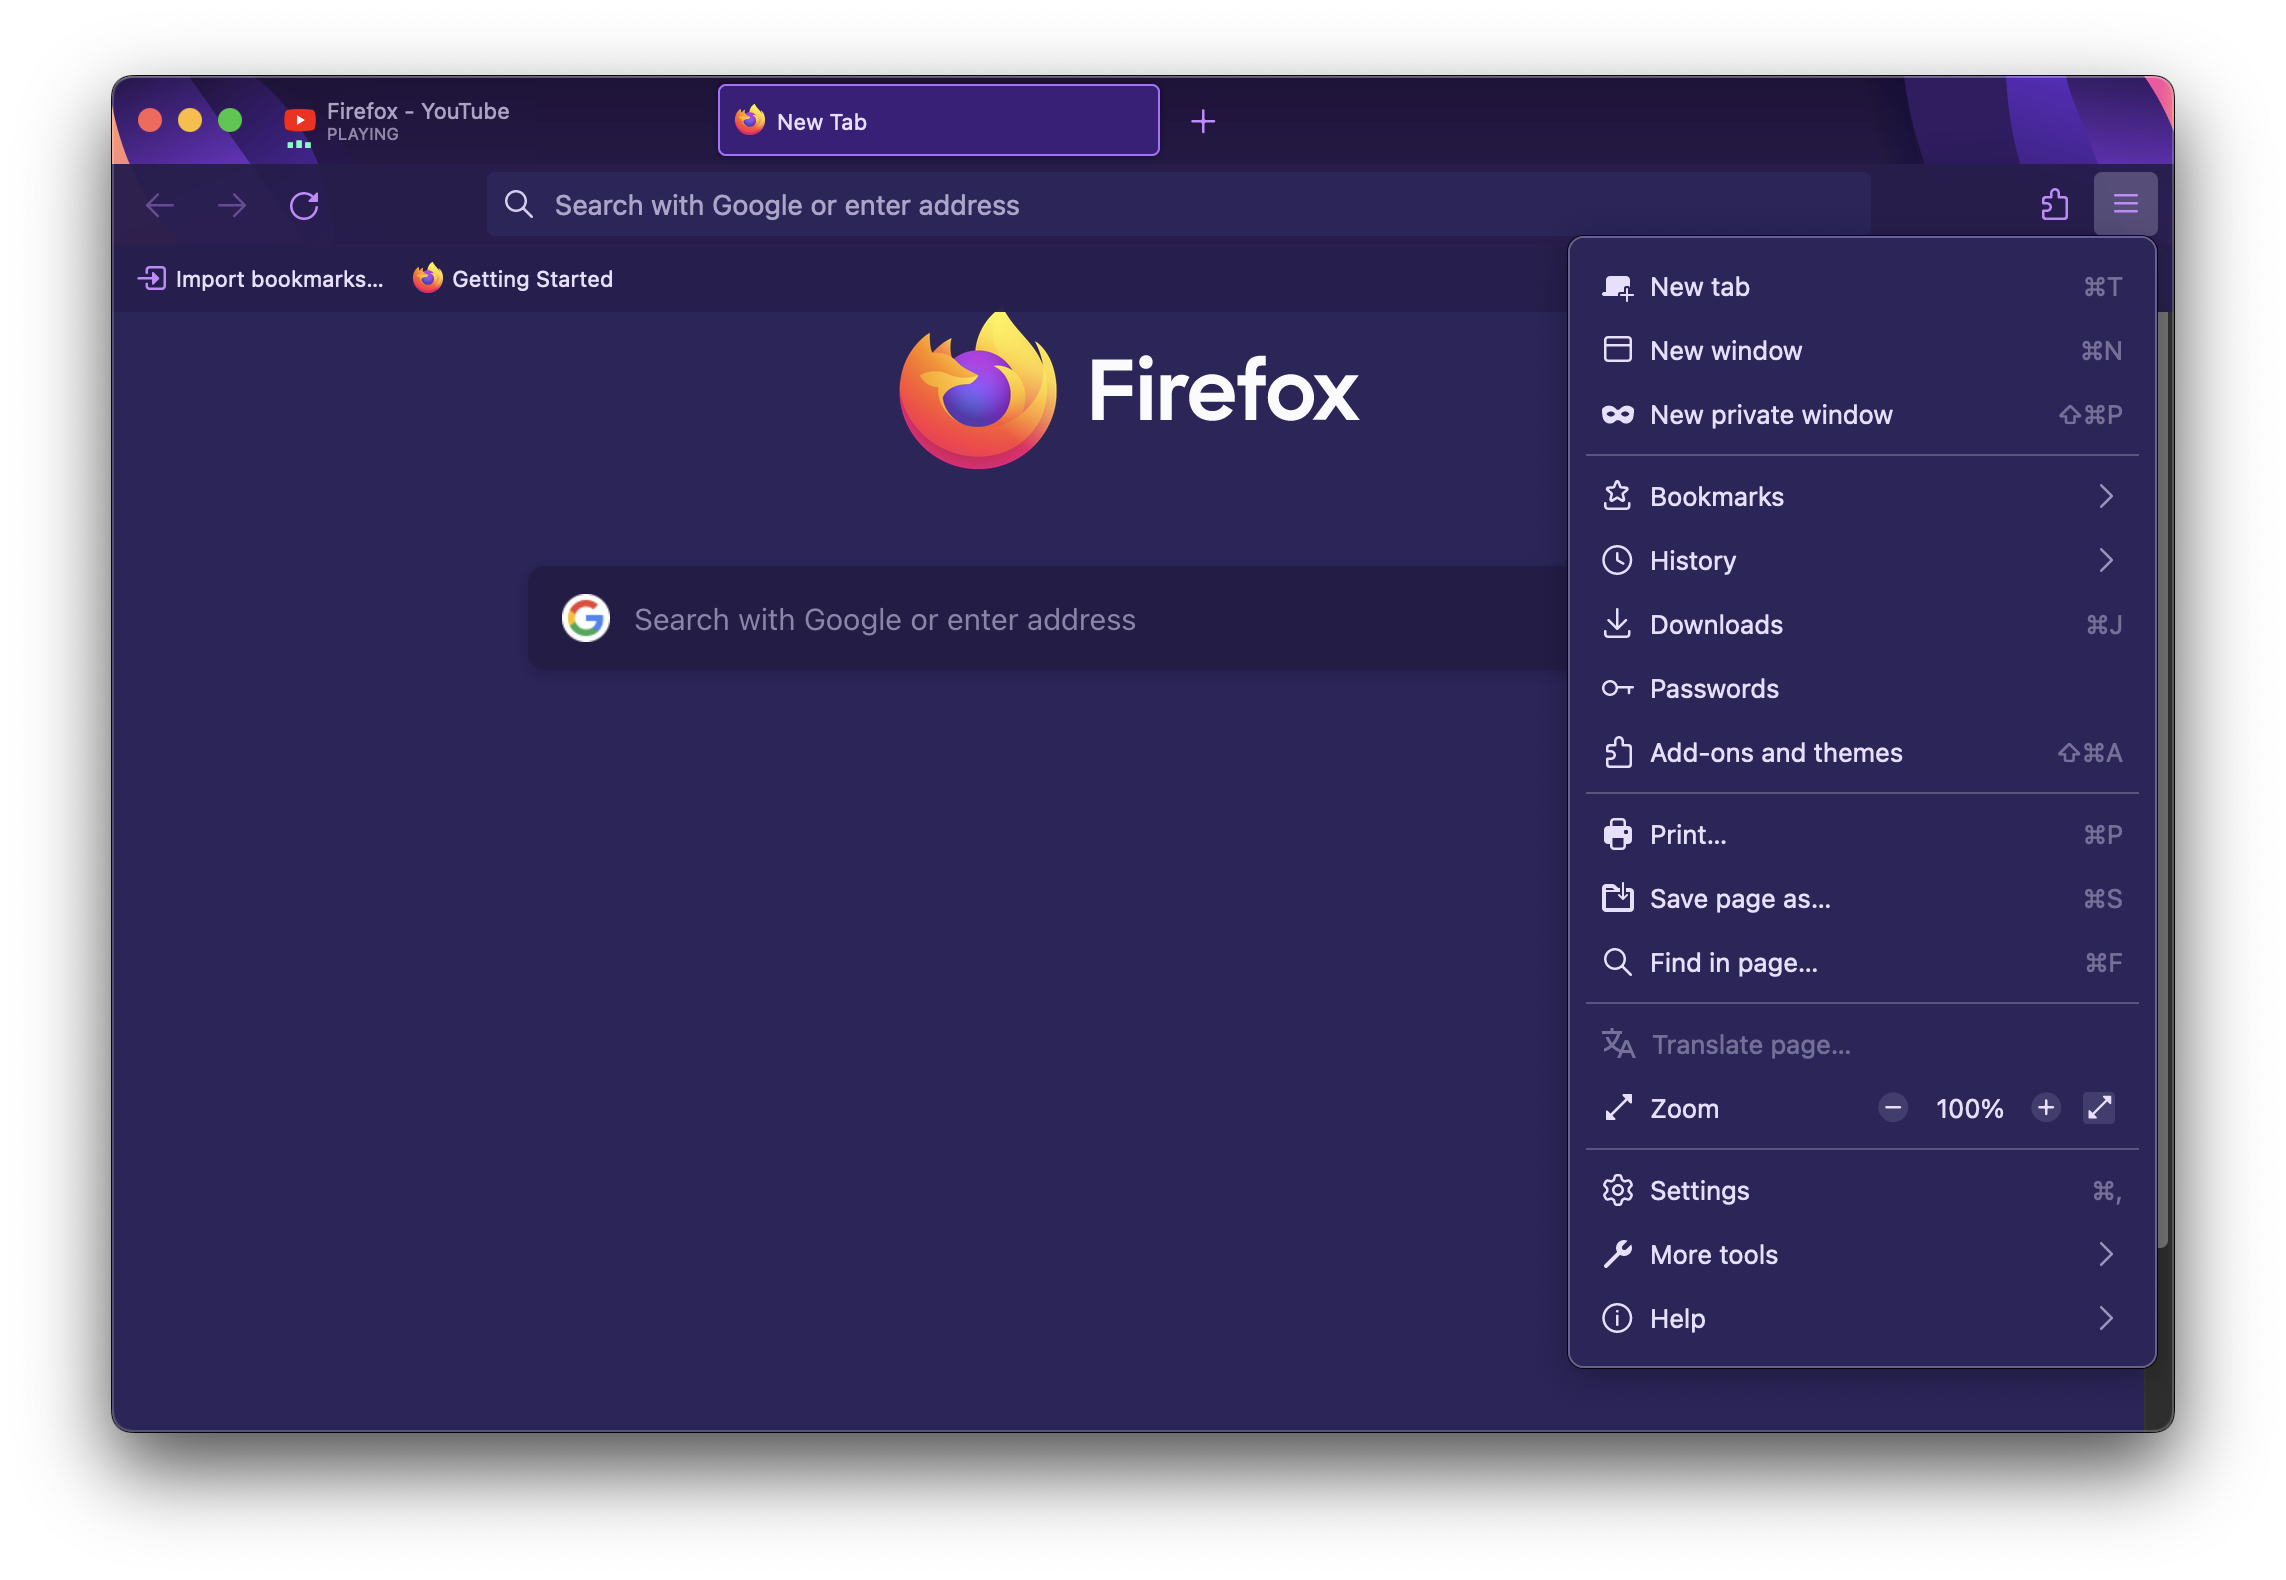 Firefox - YouTube
PLAYING
New Tab
Search with Google or enter address
Import bookmarks...
Getting Started
Firefox
Search with Google or enter address
New tab ⌘T
New window ⌘N
New private window ⇧⌘P
Bookmarks
History
Downloads ⌘J
Passwords
Add-ons and themes ⇧⌘A
Print... ⌘P
Save page as... ⌘S
Find in page... ⌘F
Translate page...
Zoom 100%
Settings ⌘,
More tools
Help